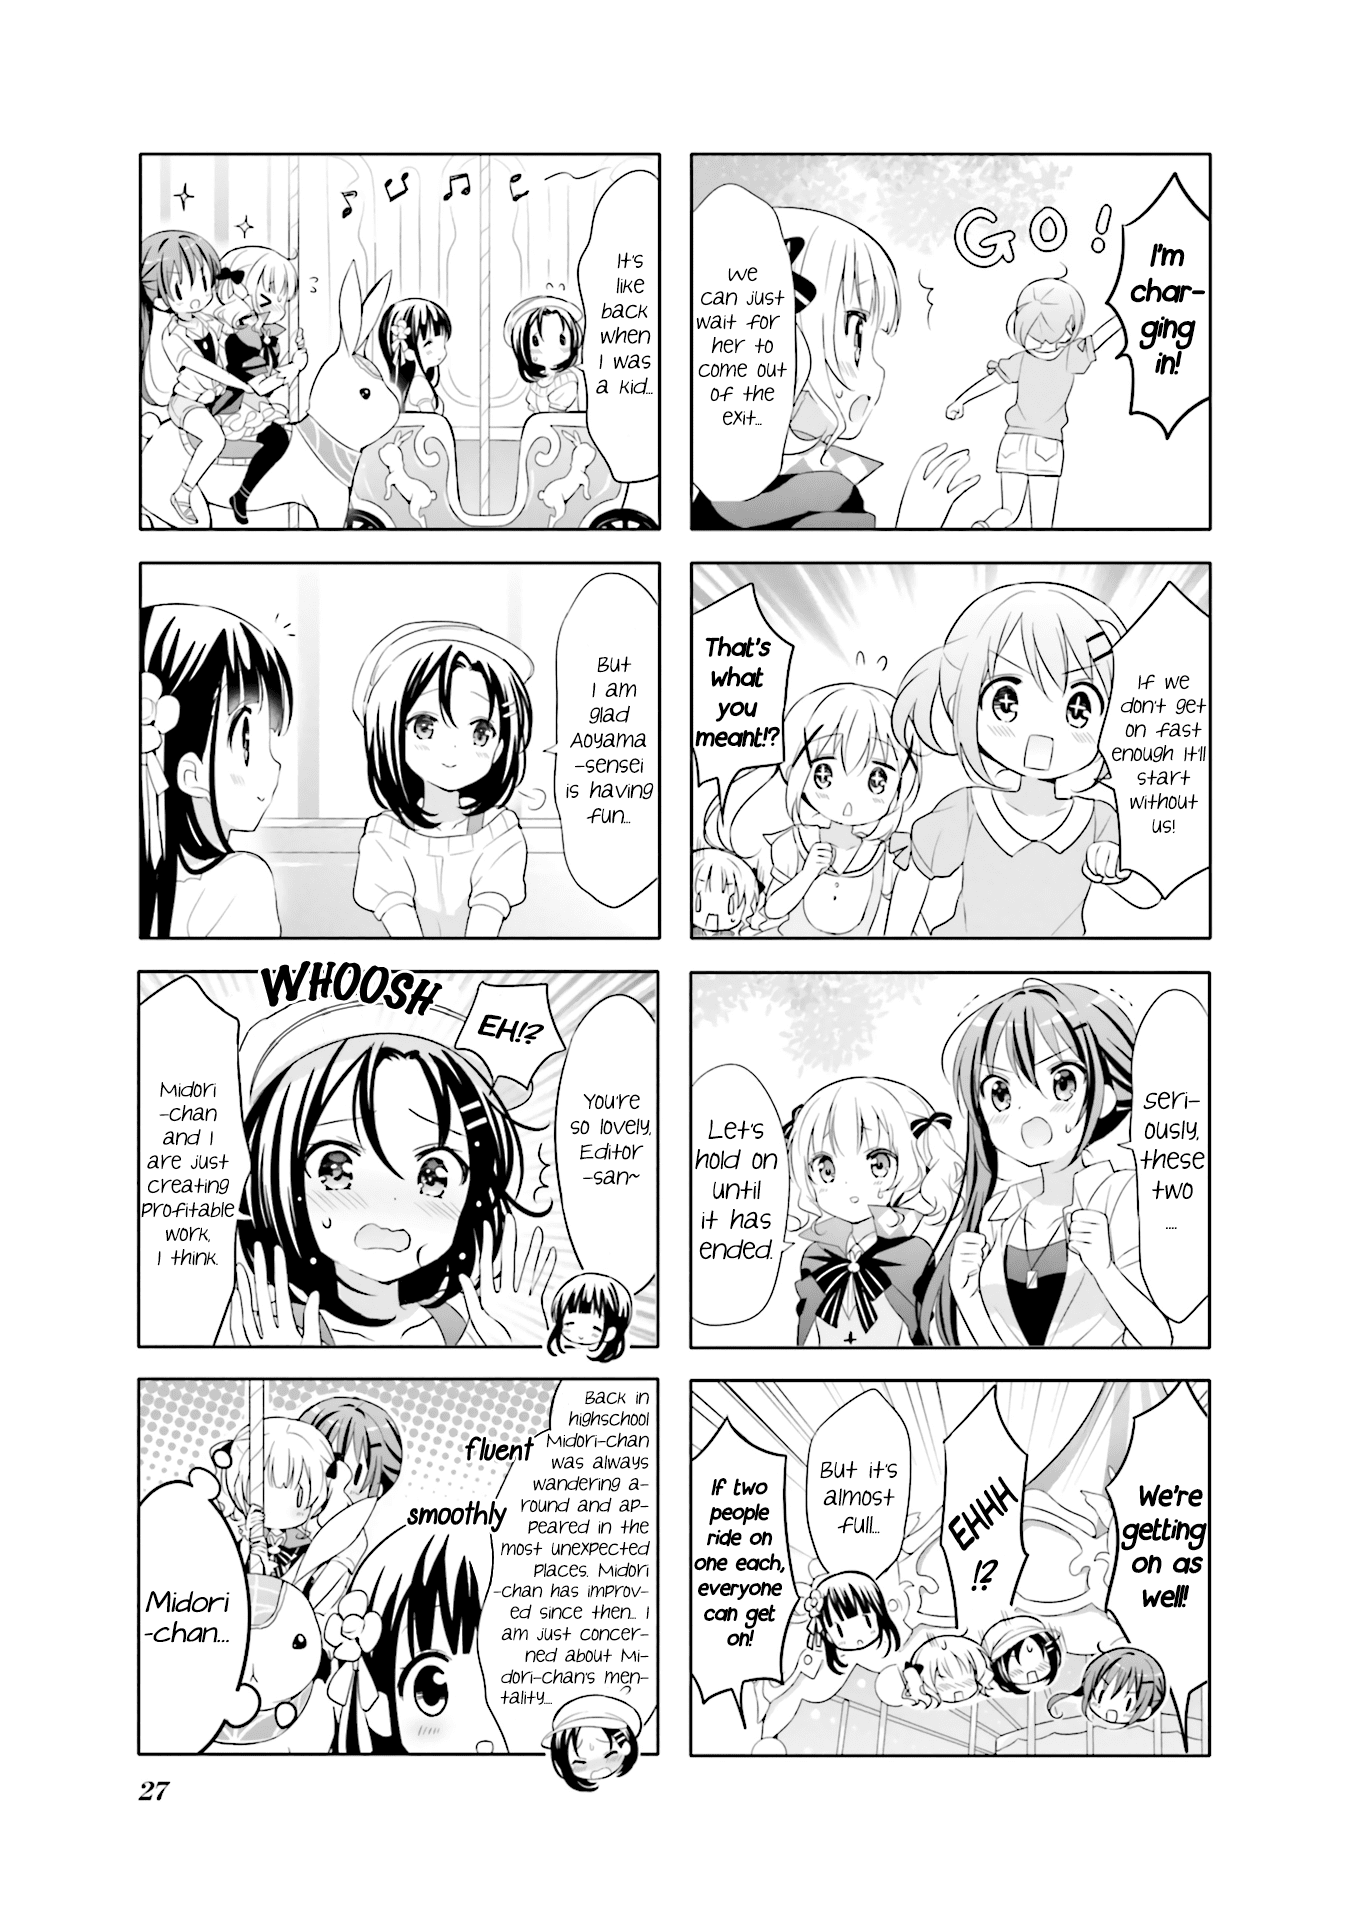 I'm
char-
ging
in!
GO!
We
can just
wait for
her to
come out
of the
exit...
If we
don't get
on fast
enough it'll
start
without
us!
That's
what
you
meant!?
Seri-
ously,
these
two
....
Let's
hold on
until
it has
ended.
We're
getting
on as
well!
EHHH
!?
But it's
almost
full...
If two
people
ride on
one each,
everyone
can get
on!
It's
like
back
when
I was
a kid...
But
I am
glad
Aoyama
-sensei
is having
fun...
You're
so lovely,
Editor
-san~
EH!?
WHOOSH
Midori
-chan
and I
are just
creating
profitable
work,
I think.
Back in
highschool
Midori-chan
was always
wandering a-
round and ap-
peared in the
most unexpected
places. Midori
-chan has improv-
ed since then... I
am just concer-
ned about Mi-
dori-chan's men-
tality....
fluent
smoothly
Midori
-chan...
27